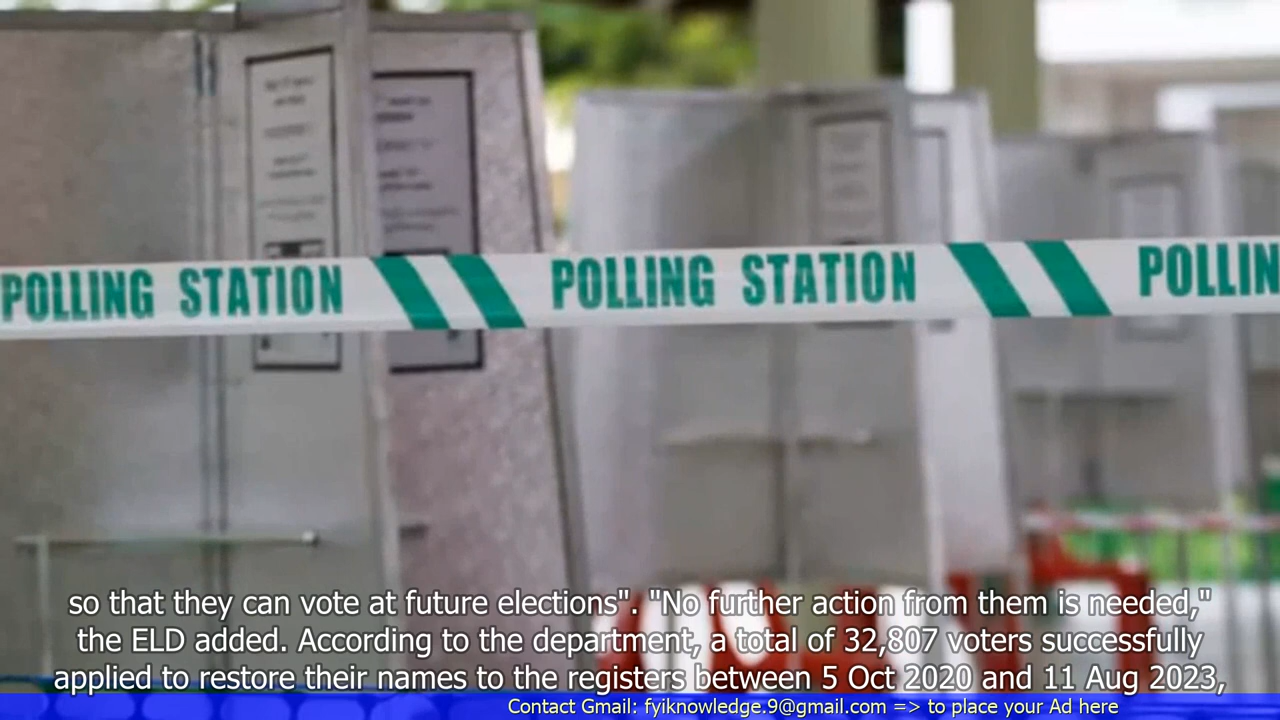 POLLING STATION POLLING STATION POLLIN
so that they can vote at future elections". "No further action from them is needed,"
the ELD added. According to the department, a total of 32,807 voters successfully
applied to restore their names to the registers between 5 Oct 2020 and 11 Aug 2023,
Contact Gmail: fyiknowledge.9@gmail.com => to place your Ad here